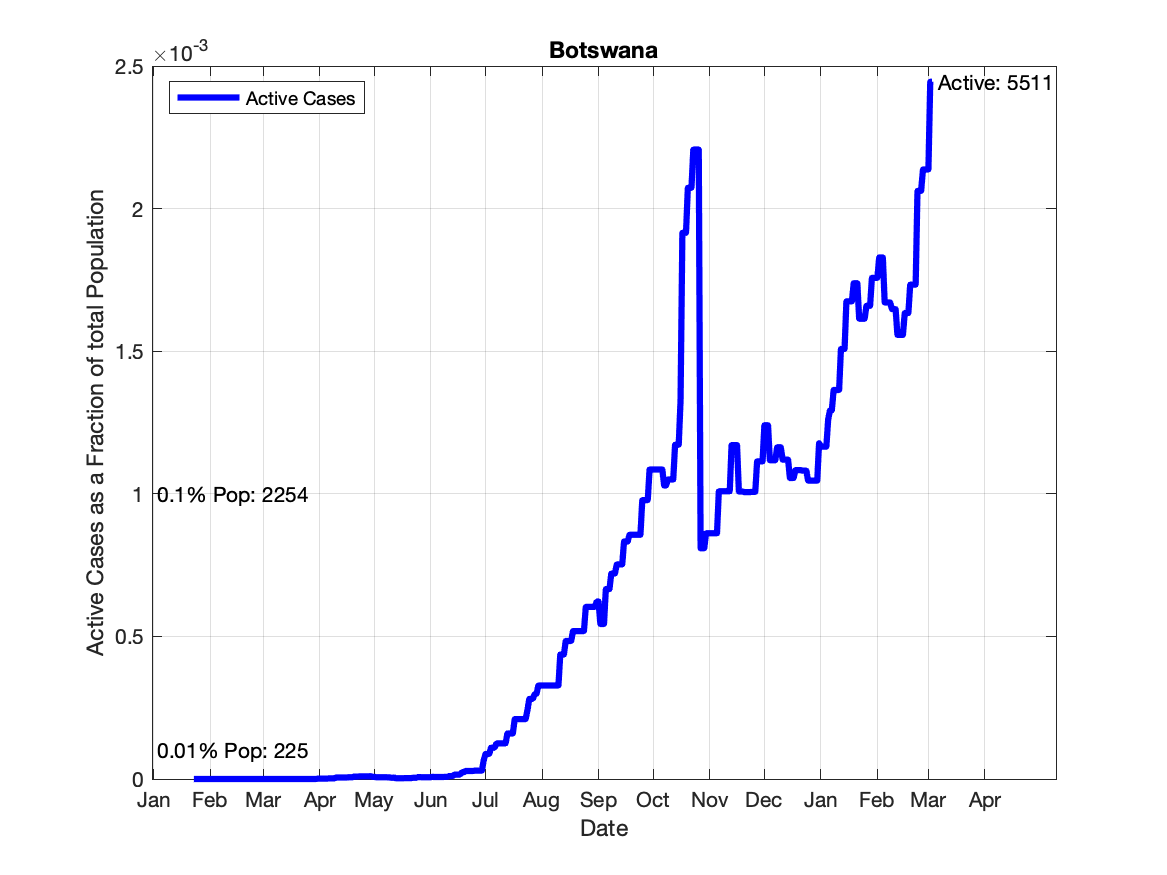 Botswana
×10-3
Active Cases
Active: 5511
2.5
2
1.5
1
0.5
0
0.1% Pop: 2254
0.01% Pop: 225
Active Cases as a Fraction of total Population
Jan Feb Mar Apr May Jun Jul Aug Sep Oct Nov Dec Jan Feb Mar Apr
Date